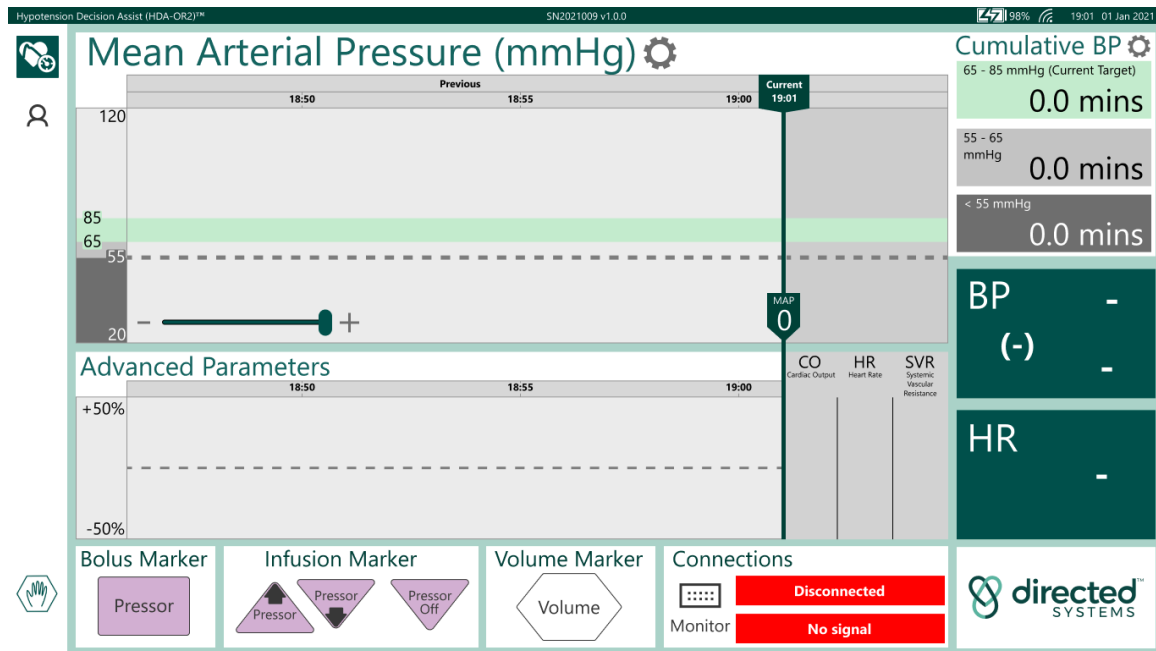 Hypotension Decision Assist (HDA-OR2)™ SN2021009 v1.0.0 98% 19:01 01 Jan 2021
Mean Arterial Pressure (mmHg)
Previous
Current
18:50 18:55 19:00 19:01
120
85
65
55
20
MAP
0
- +
Cumulative BP
65 - 85 mmHg (Current Target)
0.0 mins
55 - 65
mmHg
0.0 mins
< 55 mmHg
0.0 mins
BP -
(-)
-
HR
-
Advanced Parameters
18:50 18:55 19:00
CO
Cardiac Output
HR
Heart Rate
SVR
Systemic
Vascular
Resistance
+50%
-50%
Bolus Marker
Pressor
Infusion Marker
Pressor
Pressor
Pressor
Off
Volume Marker
Volume
Connections
Monitor
Disconnected
No signal
directed™
SYSTEMS